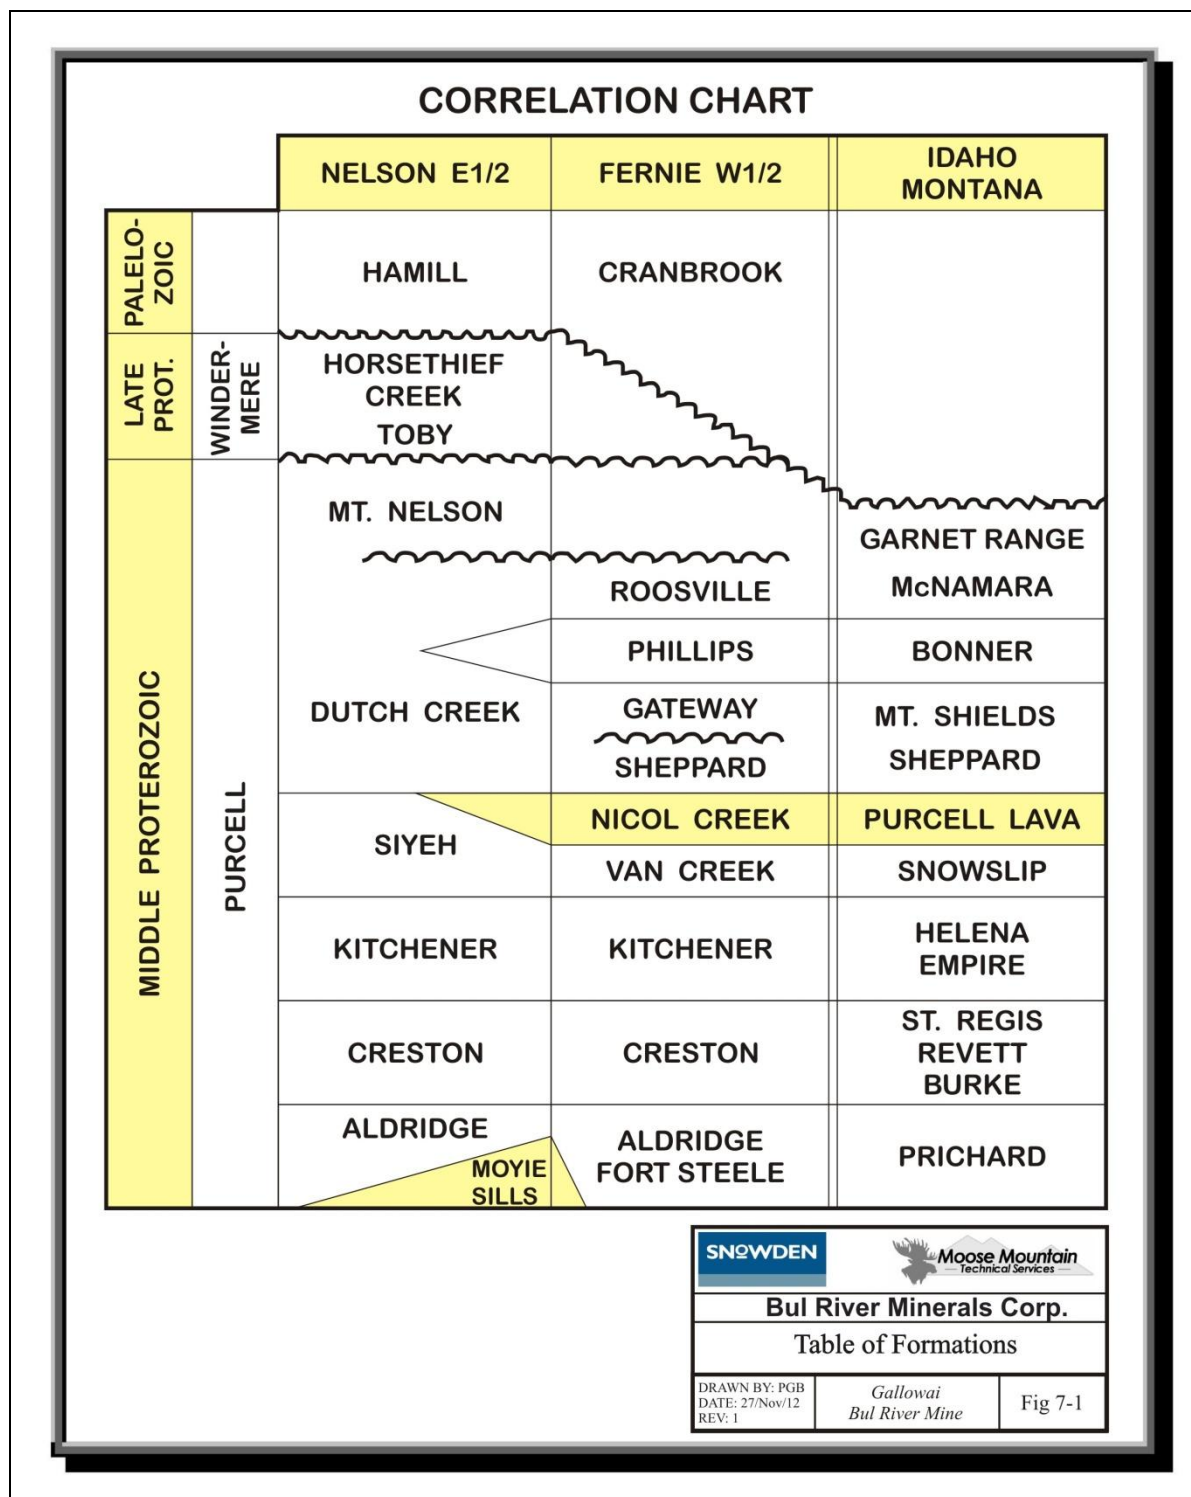 CORRELATION CHART
NELSON E1/2
FERNIE W1/2
IDAHO
MONTANA
PALELO-
ZOIC
HAMILL
CRANBROOK
LATE
PROT.
WINDER-
MERE
HORSETHIEF
CREEK
TOBY
MIDDLE PROTEROZOIC
PURCELL
MT. NELSON
GARNET RANGE
ROOSVILLE
McNAMARA
PHILLIPS
BONNER
DUTCH CREEK
GATEWAY
MT. SHIELDS
SHEPPARD
SHEPPARD
SIYEH
NICOL CREEK
PURCELL LAVA
VAN CREEK
SNOWSLIP
KITCHENER
KITCHENER
HELENA
EMPIRE
CRESTON
CRESTON
ST. REGIS
REVETT
BURKE
ALDRIDGE
MOYIE
SILLS
ALDRIDGE
FORT STEELE
PRICHARD
SNOWDEN
Moose Mountain
Technical Services
Bul River Minerals Corp.
Table of Formations
DRAWN BY: PGB
DATE: 27/Nov/12
REV: 1
Gallowai
Bul River Mine
Fig 7-1